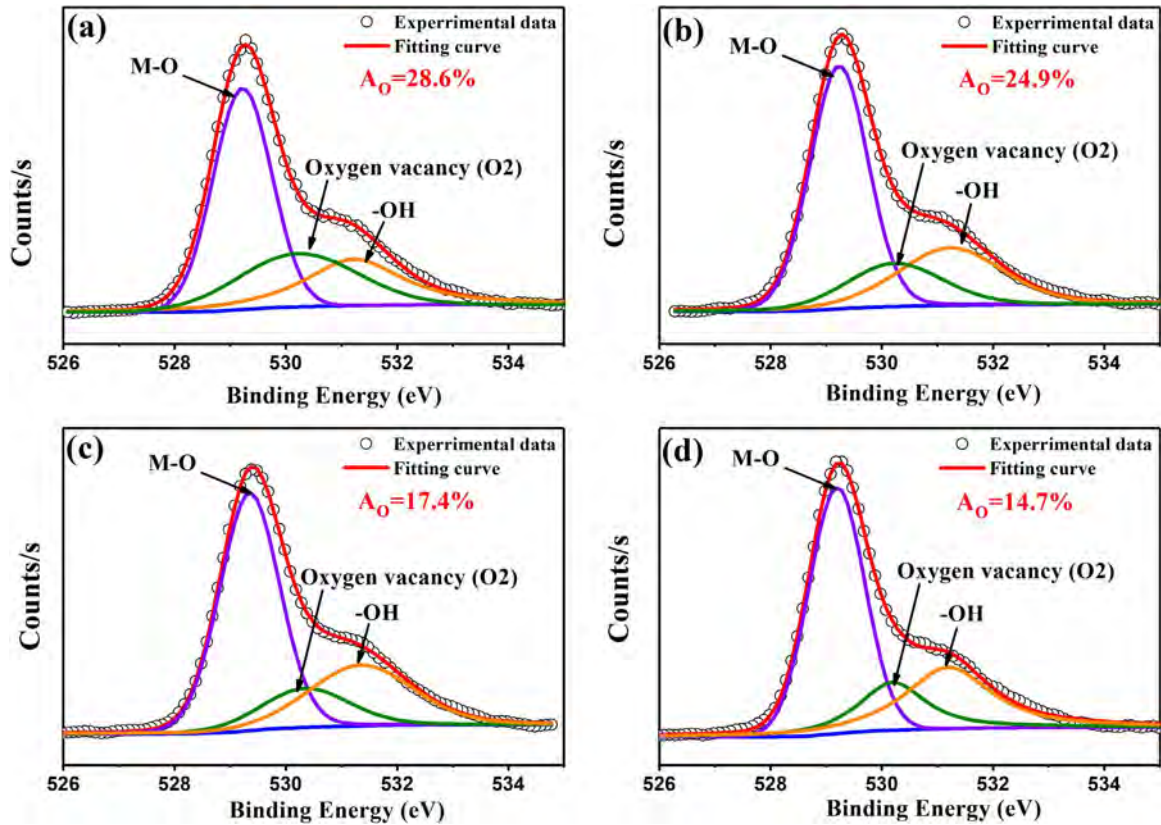 (a)
Experrimental data
Fitting curve
M-O
A_O=28.6%
Oxygen vacancy (O2)
-OH
Counts/s
526 528 530 532 534
Binding Energy (eV)
(b)
Experrimental data
Fitting curve
M-O
A_O=24.9%
Oxygen vacancy (O2)
-OH
Counts/s
526 528 530 532 534
Binding Energy (eV)
(c)
Experrimental data
Fitting curve
M-O
A_O=17.4%
Oxygen vacancy (O2)
-OH
Counts/s
526 528 530 532 534
Binding Energy (eV)
(d)
Experrimental data
Fitting curve
M-O
A_O=14.7%
Oxygen vacancy (O2)
-OH
Counts/s
526 528 530 532 534
Binding Energy (eV)